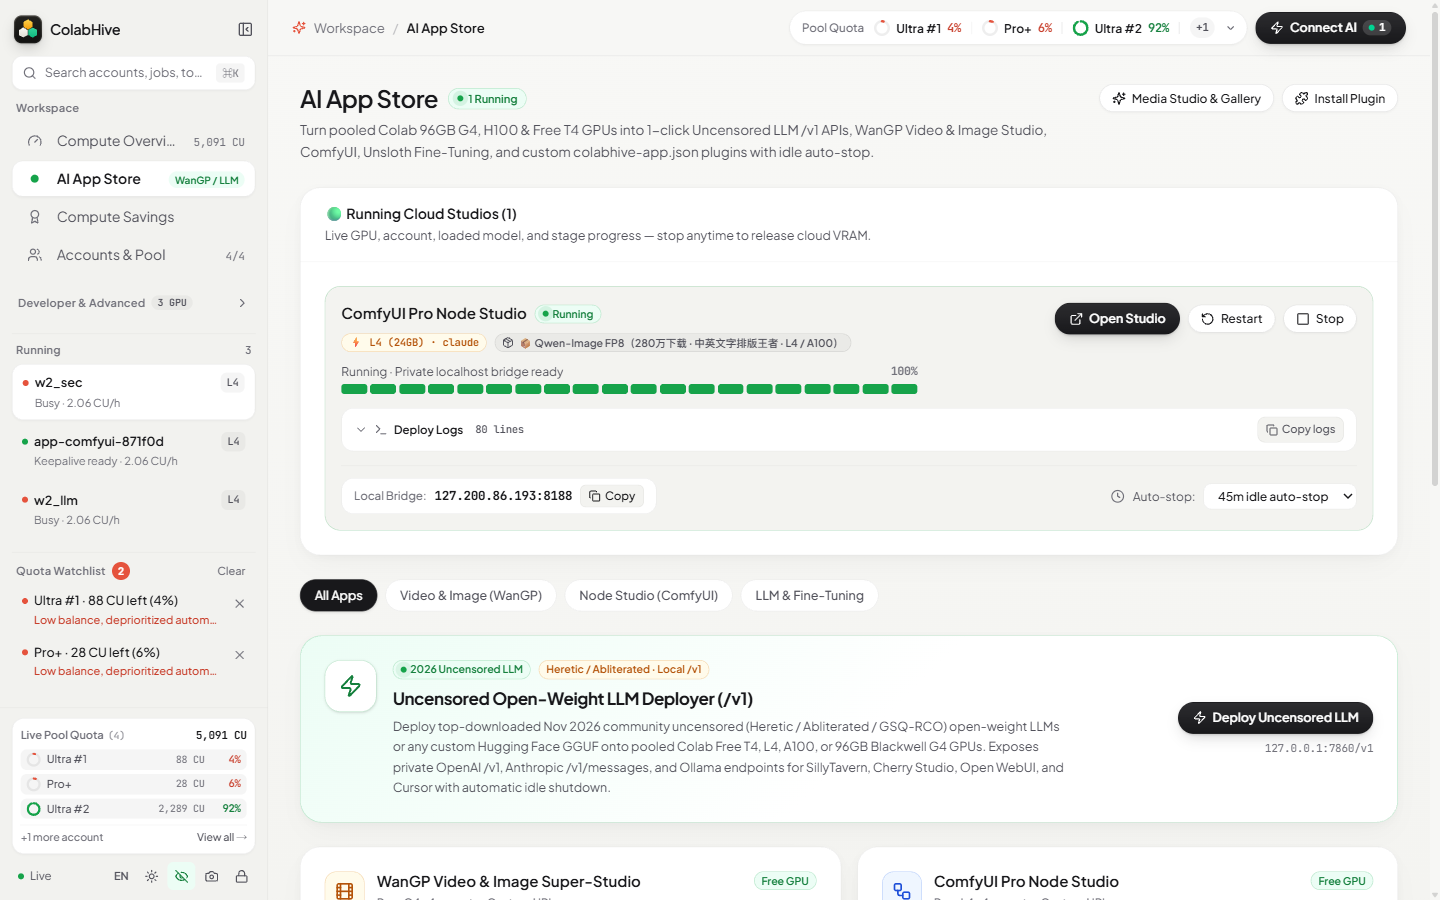 ColabHive
Search accounts, jobs, to... ⌘K
Workspace
Compute Overvi... 5,091 CU
AI App Store WanGP / LLM
Compute Savings
Accounts & Pool 4/4
Developer & Advanced 3 GPU
Running 3
w2_sec L4
Busy · 2.06 CU/h
app-comfyui-871f0d L4
Keepalive ready · 2.06 CU/h
w2_llm L4
Busy · 2.06 CU/h
Quota Watchlist 2 Clear
Ultra #1 · 88 CU left (4%)
Low balance, deprioritized autom...
Pro+ · 28 CU left (6%)
Low balance, deprioritized autom...
Live Pool Quota (4) 5,091 CU
Ultra #1 88 CU 4%
Pro+ 28 CU 6%
Ultra #2 2,289 CU 92%
+1 more account View all →
Live EN
Workspace / AI App Store
Pool Quota Ultra #1 4% Pro+ 6% Ultra #2 92% +1
Connect AI 1
AI App Store 1 Running
Media Studio & Gallery Install Plugin
Turn pooled Colab 96GB G4, H100 & Free T4 GPUs into 1-click Uncensored LLM /v1 APIs, WanGP Video & Image Studio,
ComfyUI, Unsloth Fine-Tuning, and custom colabhive-app.json plugins with idle auto-stop.
Running Cloud Studios (1)
Live GPU, account, loaded model, and stage progress — stop anytime to release cloud VRAM.
ComfyUI Pro Node Studio Running
Open Studio Restart Stop
L4 (24GB) · claude Qwen-Image FP8（280万下载 · 中英文字排版王者 · L4 / A100）
Running · Private localhost bridge ready 100%
>_ Deploy Logs 80 lines Copy logs
Local Bridge: 127.200.86.193:8188 Copy
Auto-stop: 45m idle auto-stop
All Apps Video & Image (WanGP) Node Studio (ComfyUI) LLM & Fine-Tuning
2026 Uncensored LLM Heretic / Abliterated · Local /v1
Uncensored Open-Weight LLM Deployer (/v1)
Deploy top-downloaded Nov 2026 community uncensored (Heretic / Abliterated / GSQ-RCO) open-weight LLMs
or any custom Hugging Face GGUF onto pooled Colab Free T4, L4, A100, or 96GB Blackwell G4 GPUs. Exposes
private OpenAI /v1, Anthropic /v1/messages, and Ollama endpoints for SillyTavern, Cherry Studio, Open WebUI, and
Cursor with automatic idle shutdown.
Deploy Uncensored LLM
127.0.0.1:7860/v1
WanGP Video & Image Super-Studio Free GPU
ComfyUI Pro Node Studio Free GPU